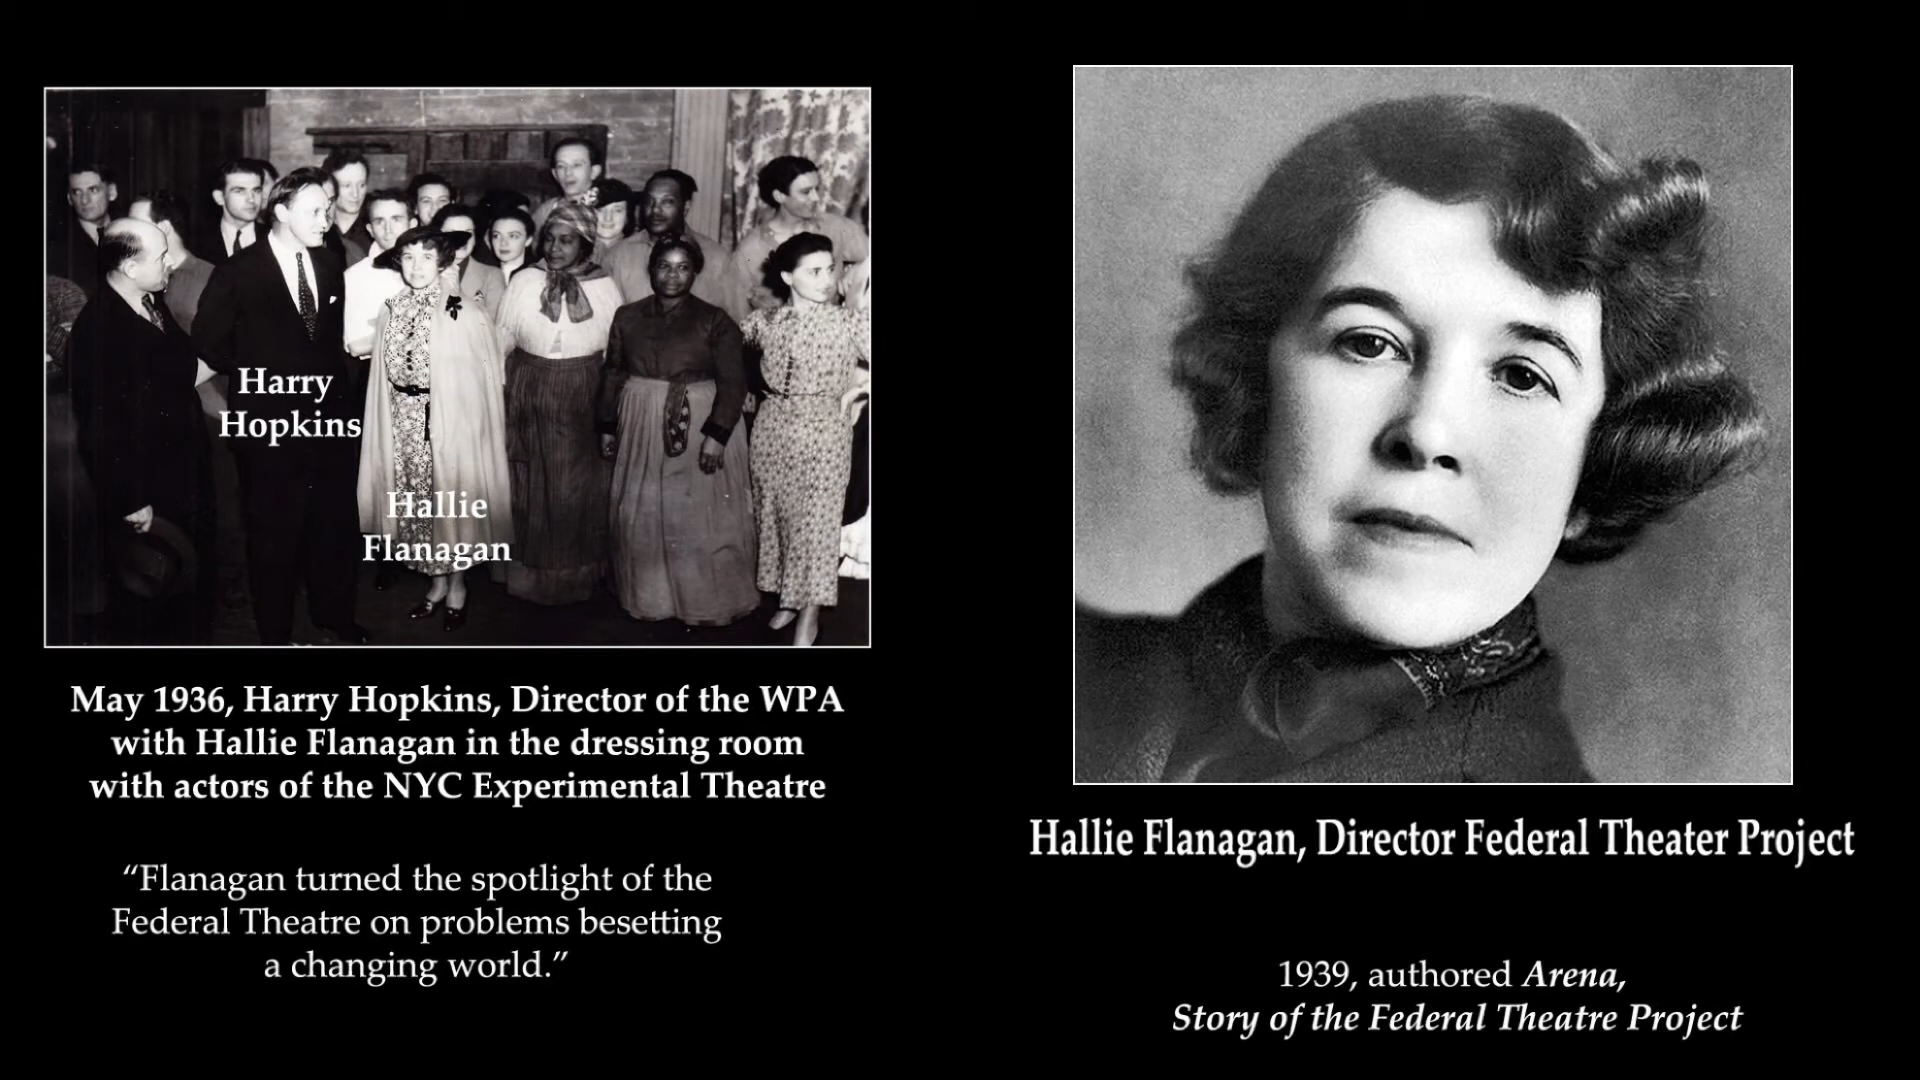 Harry
Hopkins
Hallie
Flanagan
May 1936, Harry Hopkins, Director of the WPA
with Hallie Flanagan in the dressing room
with actors of the NYC Experimental Theatre
“Flanagan turned the spotlight of the
Federal Theatre on problems besetting
a changing world.”
Hallie Flanagan, Director Federal Theater Project
1939, authored Arena,
Story of the Federal Theatre Project